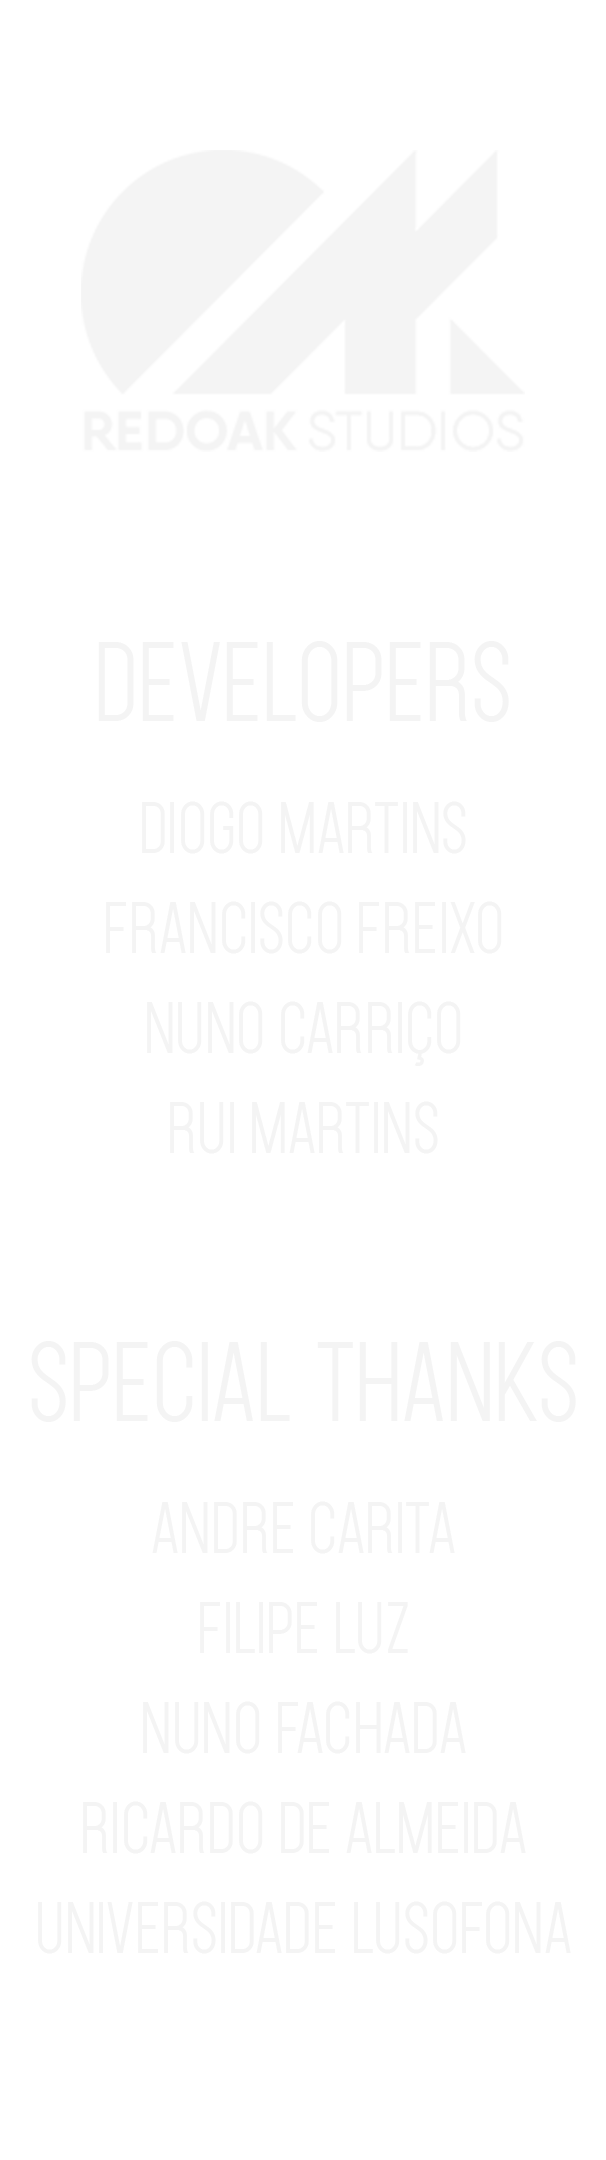 REDOAK STUDIOS
DEVELOPERS
DIOGO MARTINS
FRANCISCO FREIXO
NUNO CARRIÇO
RUI MARTINS
SPECIAL THANKS
ANDRE CARITA
FILIPE LUZ
NUNO FACHADA
RICARDO DE ALMEIDA
UNIVERSIDADE LUSOFONA